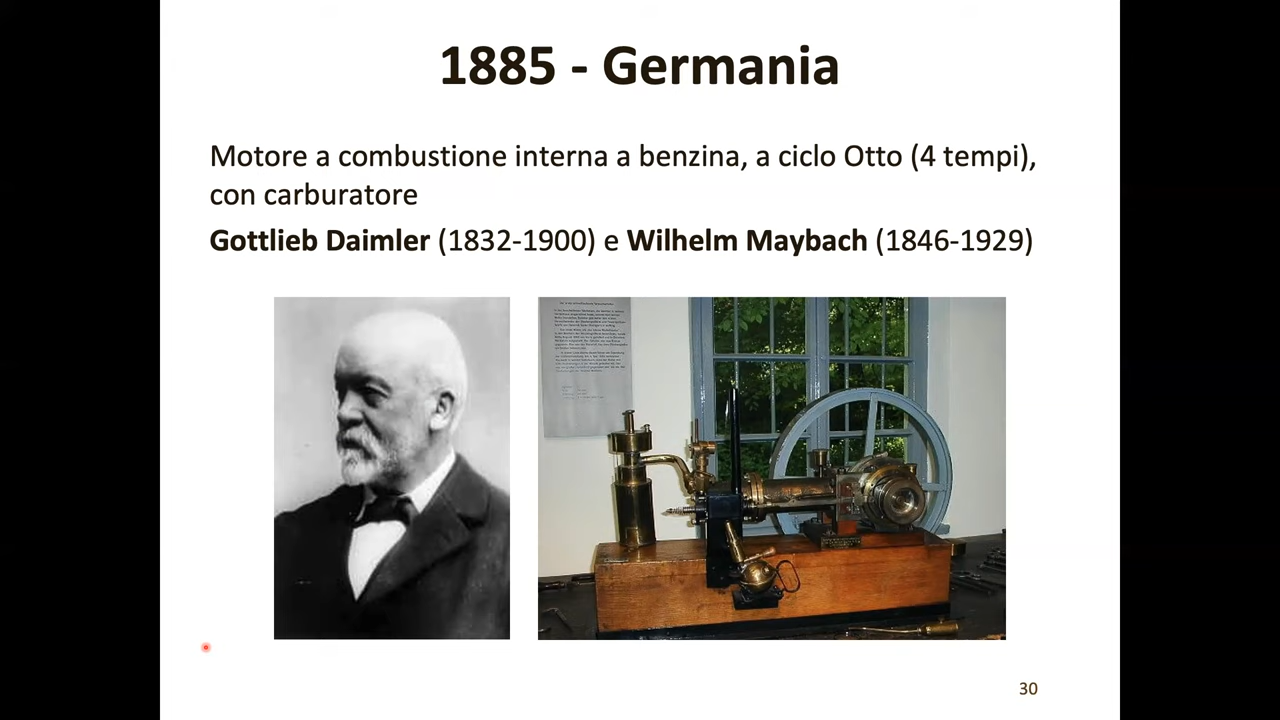 1885 - Germania
Motore a combustione interna a benzina, a ciclo Otto (4 tempi),
con carburatore
Gottlieb Daimler (1832-1900) e Wilhelm Maybach (1846-1929)
30